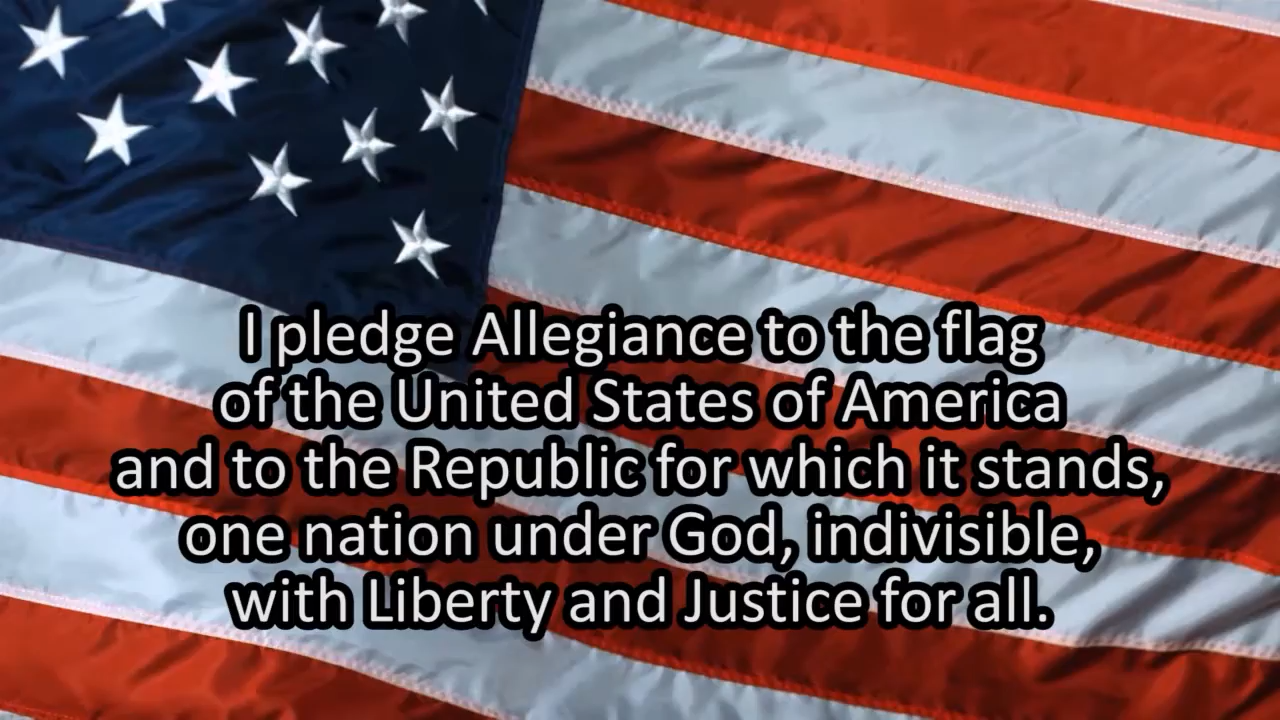 I pledge Allegiance to the flag
of the United States of America
and to the Republic for which it stands,
one nation under God, indivisible,
with Liberty and Justice for all.